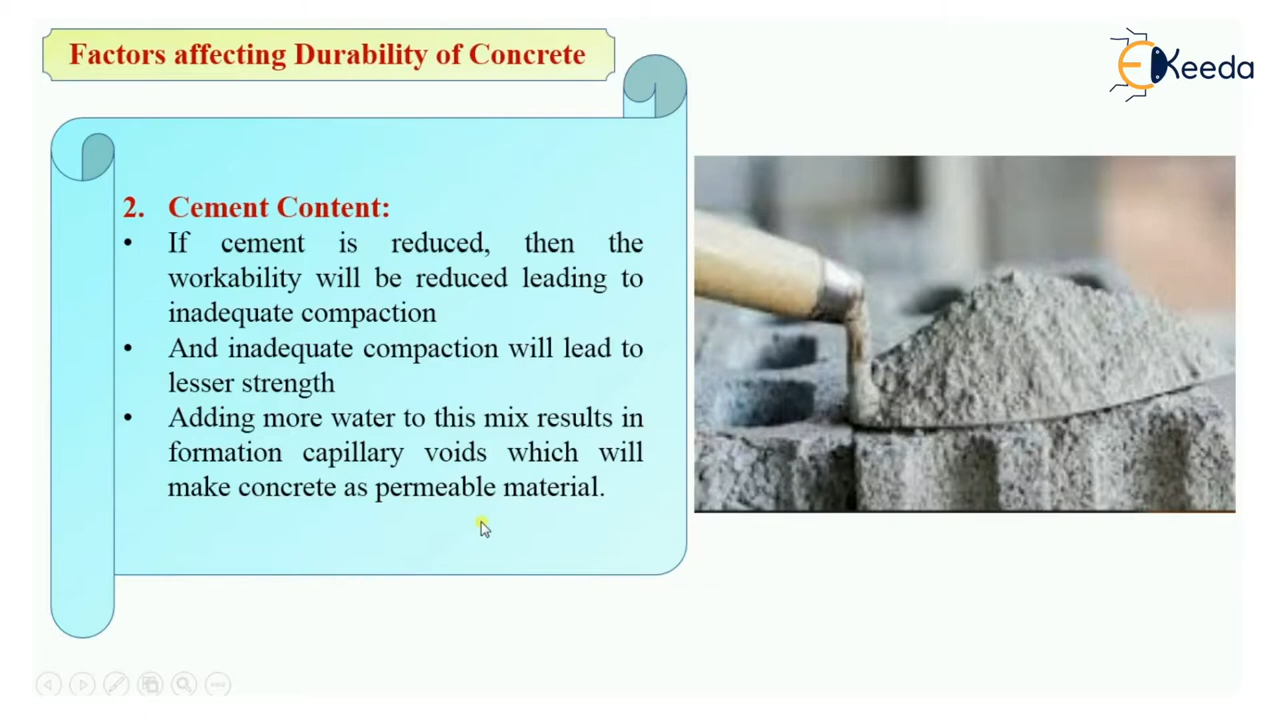 Factors affecting Durability of Concrete
EKeeda
2. Cement Content:
• If cement is reduced, then the
workability will be reduced leading to
inadequate compaction
• And inadequate compaction will lead to
lesser strength
• Adding more water to this mix results in
formation capillary voids which will
make concrete as permeable material.